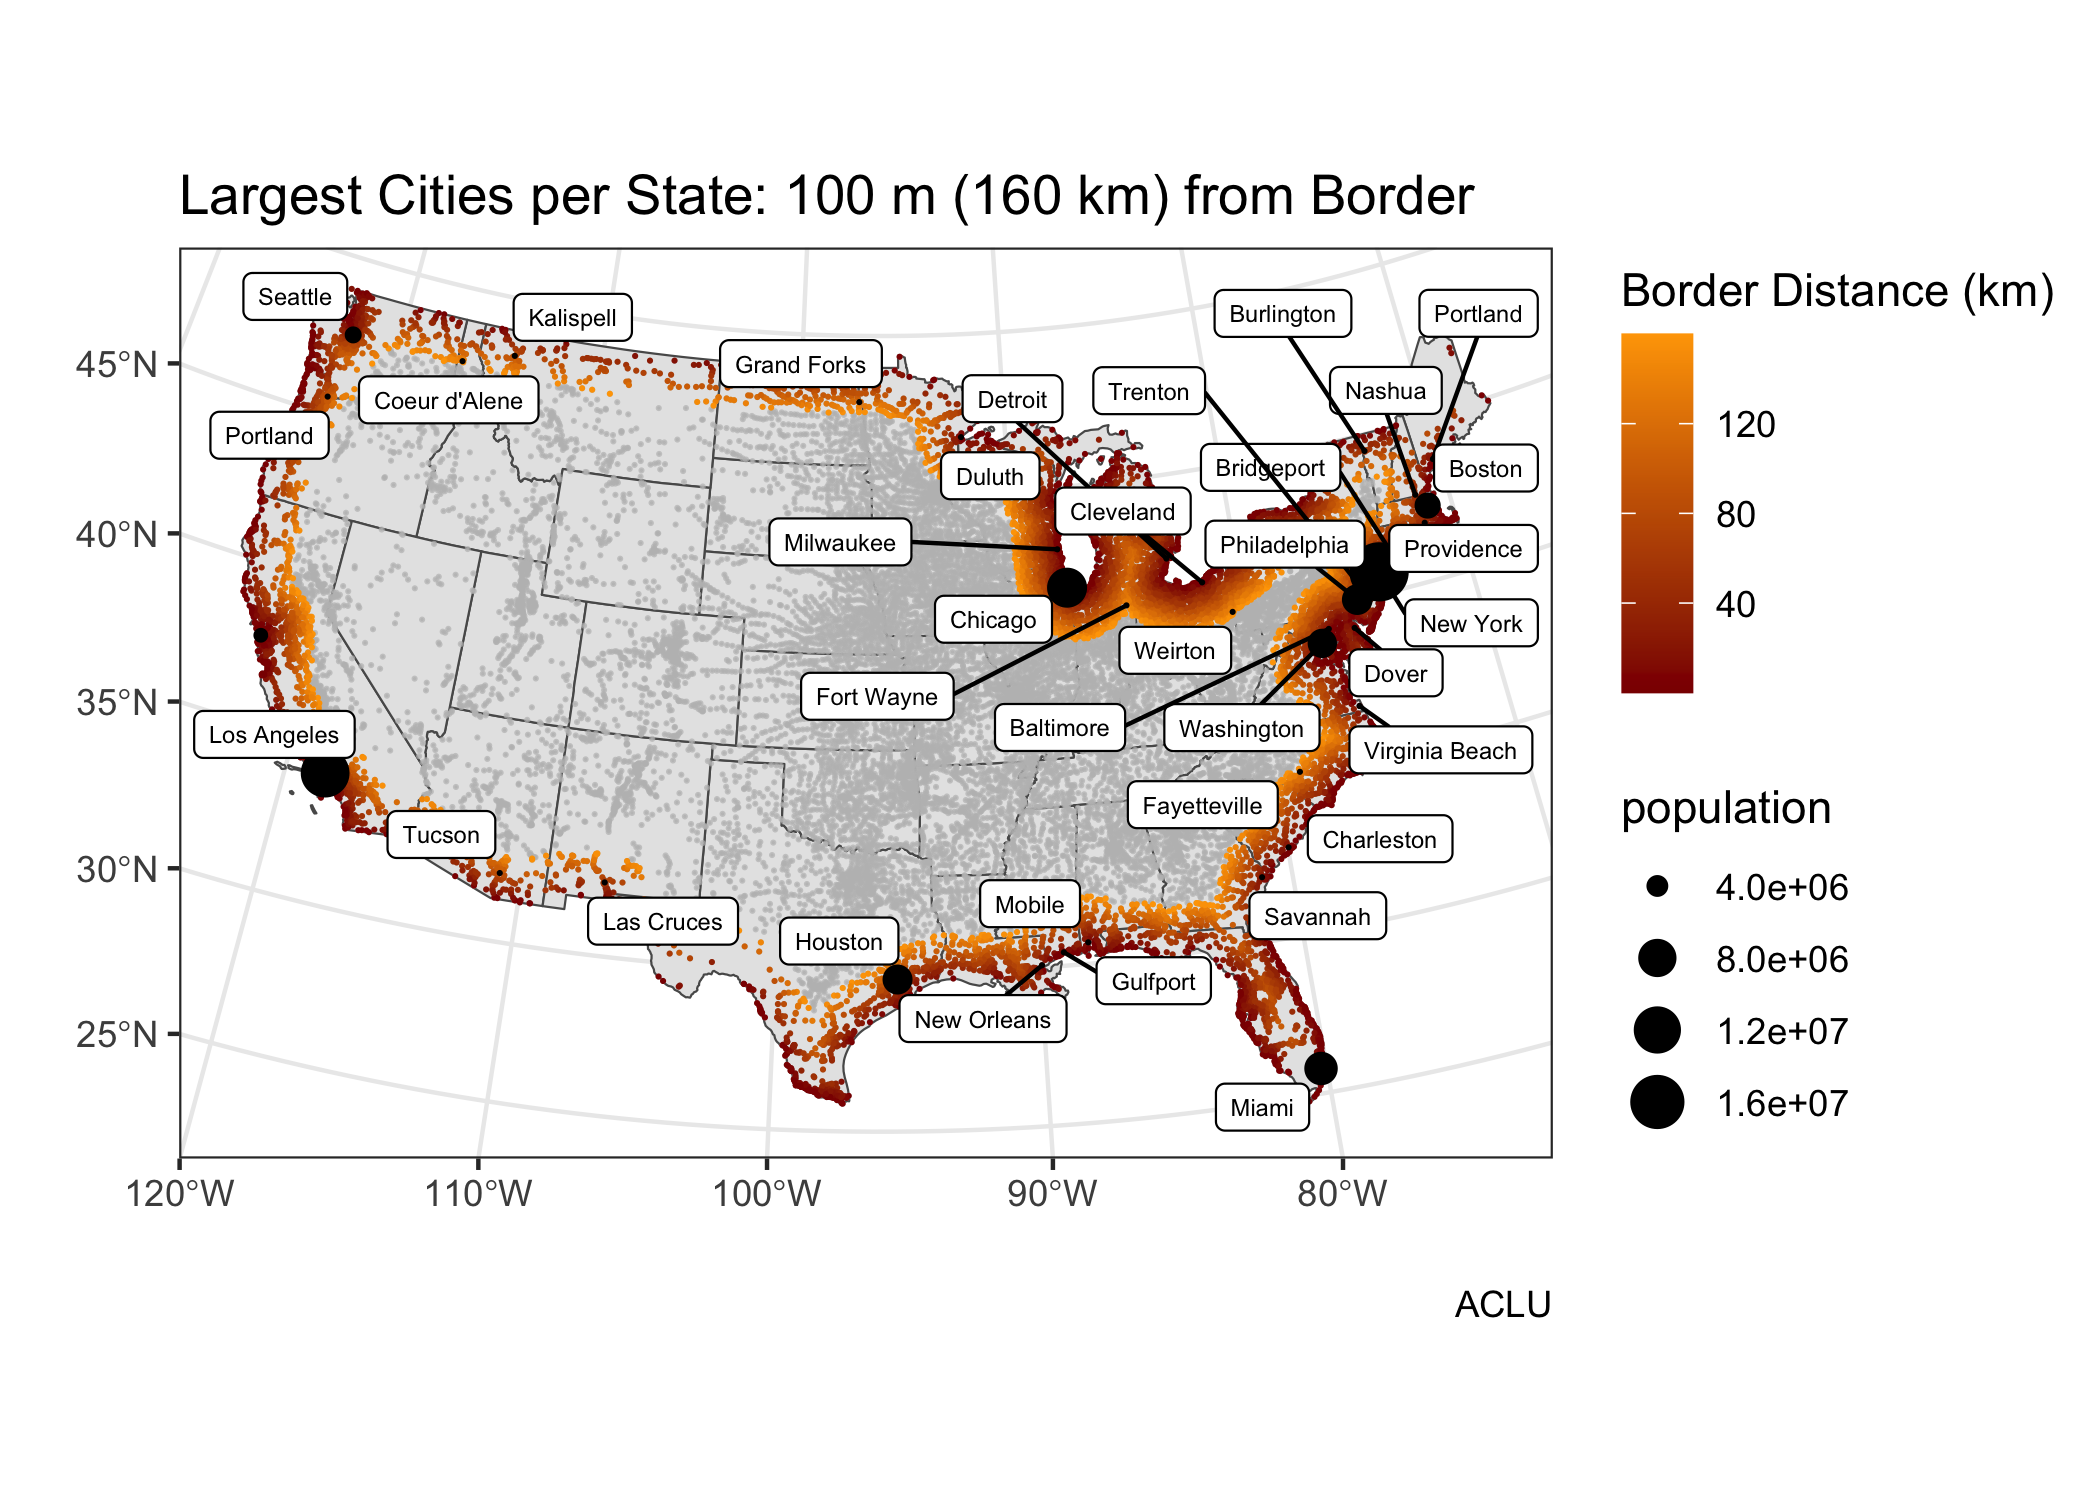 Largest Cities per State: 100 m (160 km) from Border
Seattle
Kalispell
Burlington
Portland
Grand Forks
Detroit
Trenton
Nashua
Coeur d'Alene
Portland
Duluth
Bridgeport
Boston
Cleveland
Milwaukee
Philadelphia
Providence
Chicago
New York
Weirton
Dover
Fort Wayne
Baltimore
Washington
Los Angeles
Virginia Beach
Fayetteville
Tucson
Charleston
Mobile
Savannah
Las Cruces
Houston
Gulfport
New Orleans
Miami
45°N
40°N
35°N
30°N
25°N
120°W
110°W
100°W
90°W
80°W
Border Distance (km)
120
80
40
population
4.0e+06
8.0e+06
1.2e+07
1.6e+07
ACLU